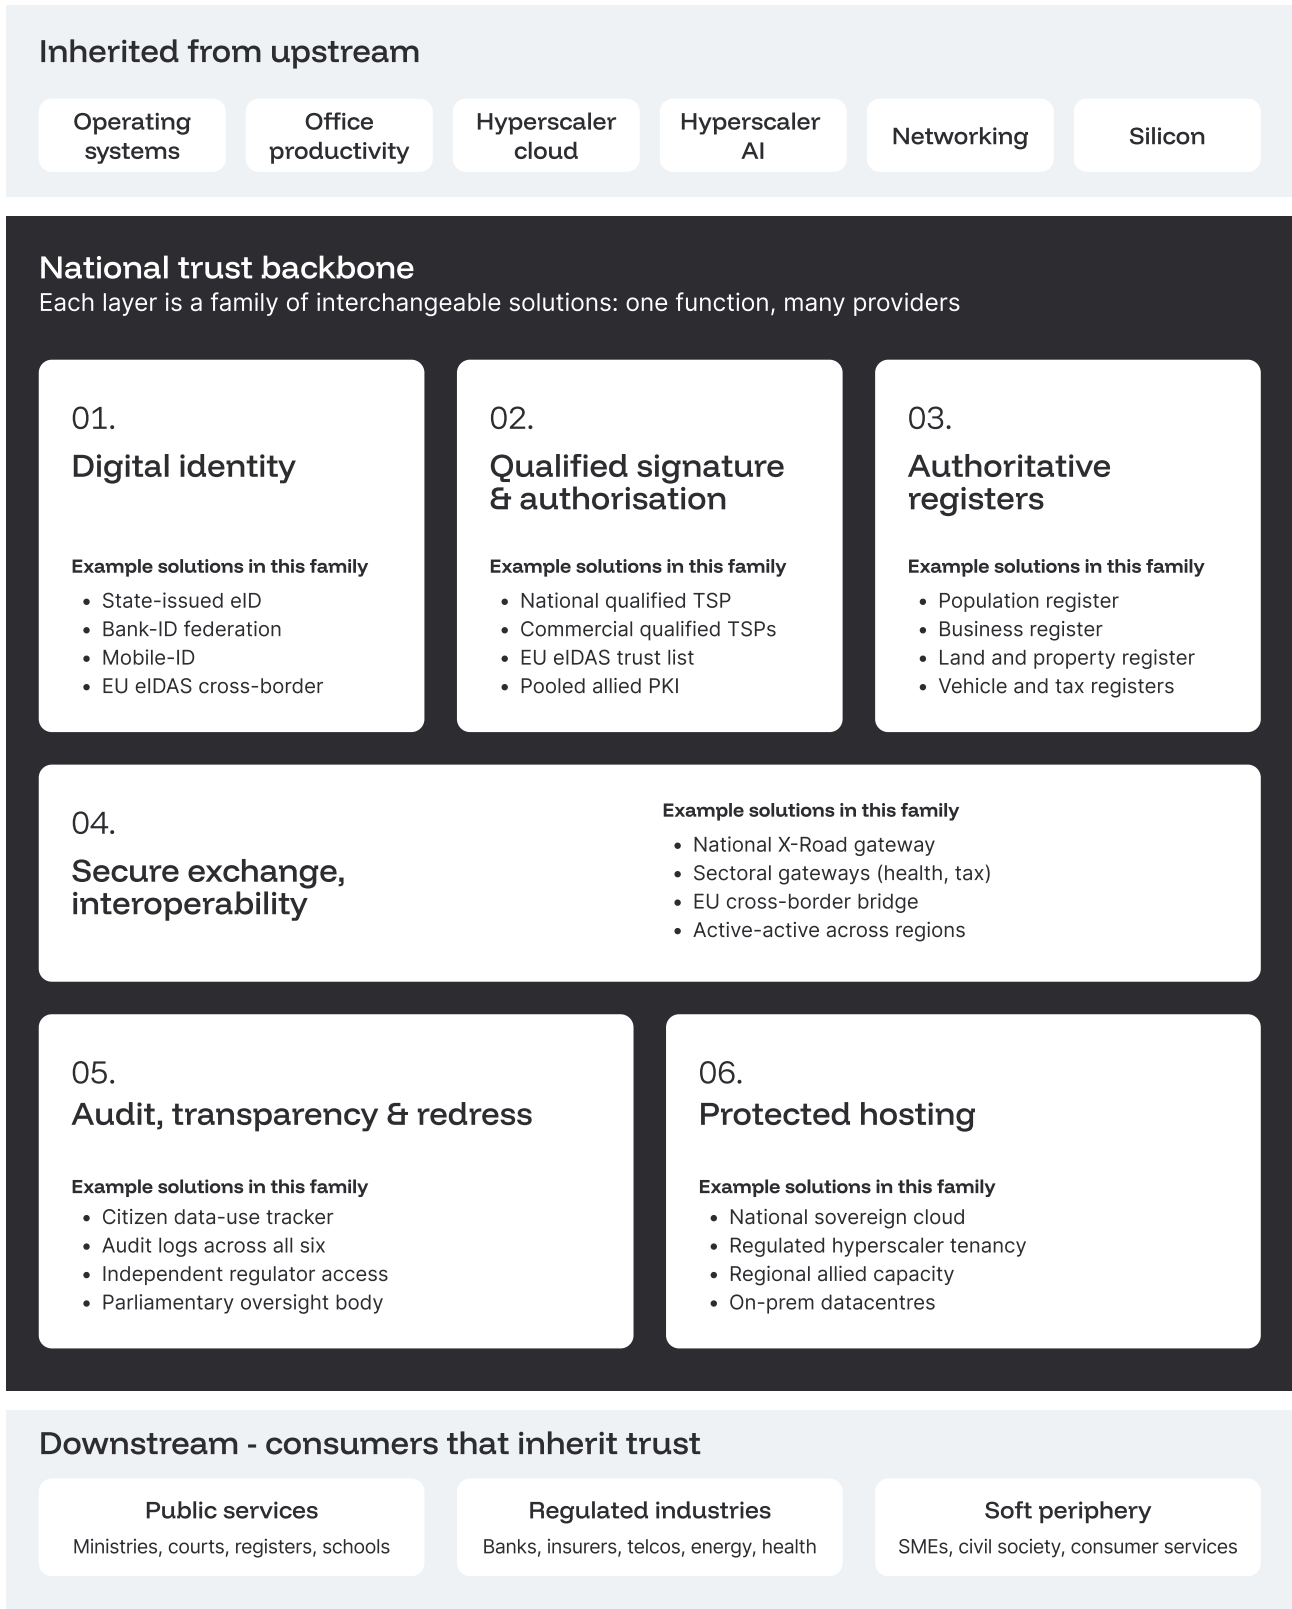 Inherited from upstream
Operating
systems
Office
productivity
Hyperscaler
cloud
Hyperscaler
AI
Networking
Silicon
National trust backbone
Each layer is a family of interchangeable solutions: one function, many providers
01.
Digital identity
Example solutions in this family
• State-issued eID
• Bank-ID federation
• Mobile-ID
• EU eIDAS cross-border
02.
Qualified signature
& authorisation
Example solutions in this family
• National qualified TSP
• Commercial qualified TSPs
• EU eIDAS trust list
• Pooled allied PKI
03.
Authoritative
registers
Example solutions in this family
• Population register
• Business register
• Land and property register
• Vehicle and tax registers
04.
Secure exchange,
interoperability
Example solutions in this family
• National X-Road gateway
• Sectoral gateways (health, tax)
• EU cross-border bridge
• Active-active across regions
05.
Audit, transparency & redress
Example solutions in this family
• Citizen data-use tracker
• Audit logs across all six
• Independent regulator access
• Parliamentary oversight body
06.
Protected hosting
Example solutions in this family
• National sovereign cloud
• Regulated hyperscaler tenancy
• Regional allied capacity
• On-prem datacentres
Downstream - consumers that inherit trust
Public services
Ministries, courts, registers, schools
Regulated industries
Banks, insurers, telcos, energy, health
Soft periphery
SMEs, civil society, consumer services